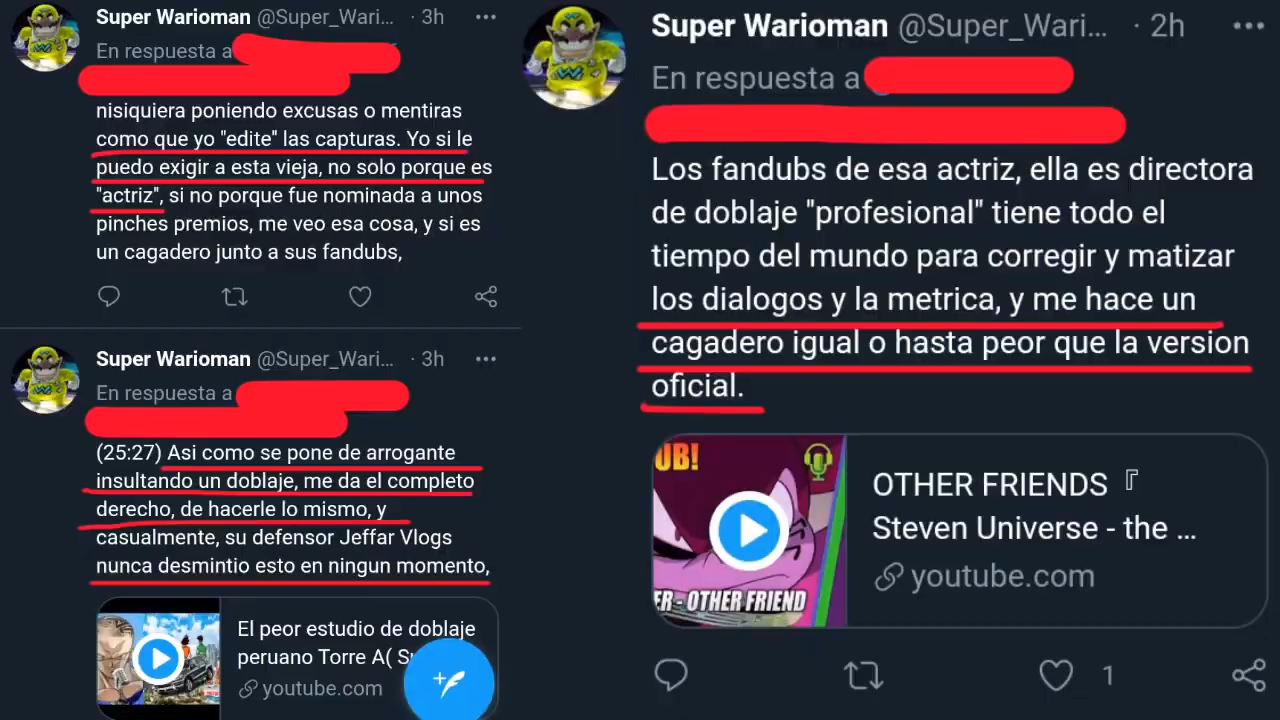 Super Warioman @Super_Wari... · 3h
En respuesta a
nisiquiera poniendo excusas o mentiras
como que yo "edite" las capturas. Yo si le
puedo exigir a esta vieja, no solo porque es
"actriz", si no porque fue nominada a unos
pinches premios, me veo esa cosa, y si es
un cagadero junto a sus fandubs,
Super Warioman @Super_Wari... · 3h
En respuesta a
(25:27) Asi como se pone de arrogante
insultando un doblaje, me da el completo
derecho, de hacerle lo mismo, y
casualmente, su defensor Jeffar Vlogs
nunca desmintio esto en ningun momento,
El peor estudio de doblaje
peruano Torre A(
youtube.com
Super Warioman @Super_Wari... · 2h
En respuesta a
Los fandubs de esa actriz, ella es directora
de doblaje "profesional" tiene todo el
tiempo del mundo para corregir y matizar
los dialogos y la metrica, y me hace un
cagadero igual o hasta peor que la version
oficial.
UB!
ER - OTHER FRIEND
OTHER FRIENDS『
Steven Universe - the ...
youtube.com
1